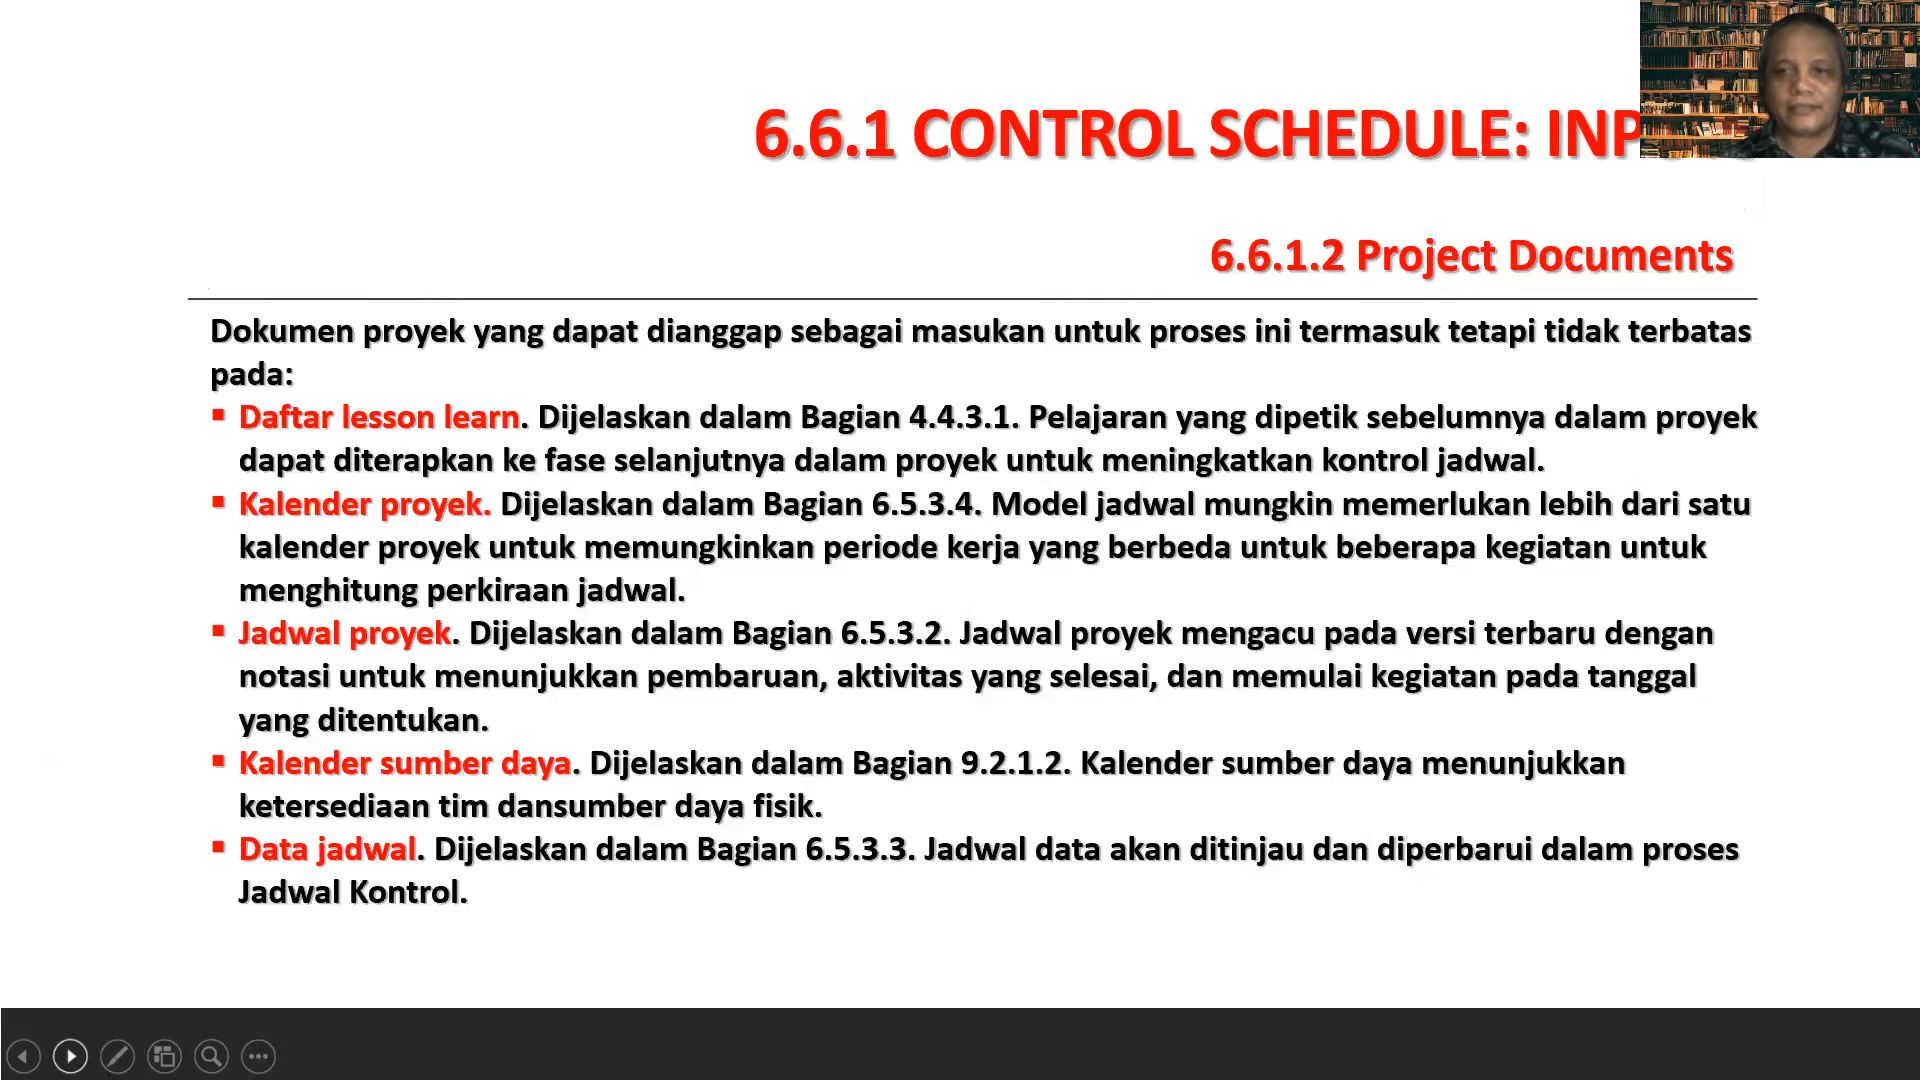 6.6.1 CONTROL SCHEDULE: INP
6.6.1.2 Project Documents
Dokumen proyek yang dapat dianggap sebagai masukan untuk proses ini termasuk tetapi tidak terbatas
pada:
▪ Daftar lesson learn. Dijelaskan dalam Bagian 4.4.3.1. Pelajaran yang dipetik sebelumnya dalam proyek
dapat diterapkan ke fase selanjutnya dalam proyek untuk meningkatkan kontrol jadwal.
▪ Kalender proyek. Dijelaskan dalam Bagian 6.5.3.4. Model jadwal mungkin memerlukan lebih dari satu
kalender proyek untuk memungkinkan periode kerja yang berbeda untuk beberapa kegiatan untuk
menghitung perkiraan jadwal.
▪ Jadwal proyek. Dijelaskan dalam Bagian 6.5.3.2. Jadwal proyek mengacu pada versi terbaru dengan
notasi untuk menunjukkan pembaruan, aktivitas yang selesai, dan memulai kegiatan pada tanggal
yang ditentukan.
▪ Kalender sumber daya. Dijelaskan dalam Bagian 9.2.1.2. Kalender sumber daya menunjukkan
ketersediaan tim dansumber daya fisik.
▪ Data jadwal. Dijelaskan dalam Bagian 6.5.3.3. Jadwal data akan ditinjau dan diperbarui dalam proses
Jadwal Kontrol.